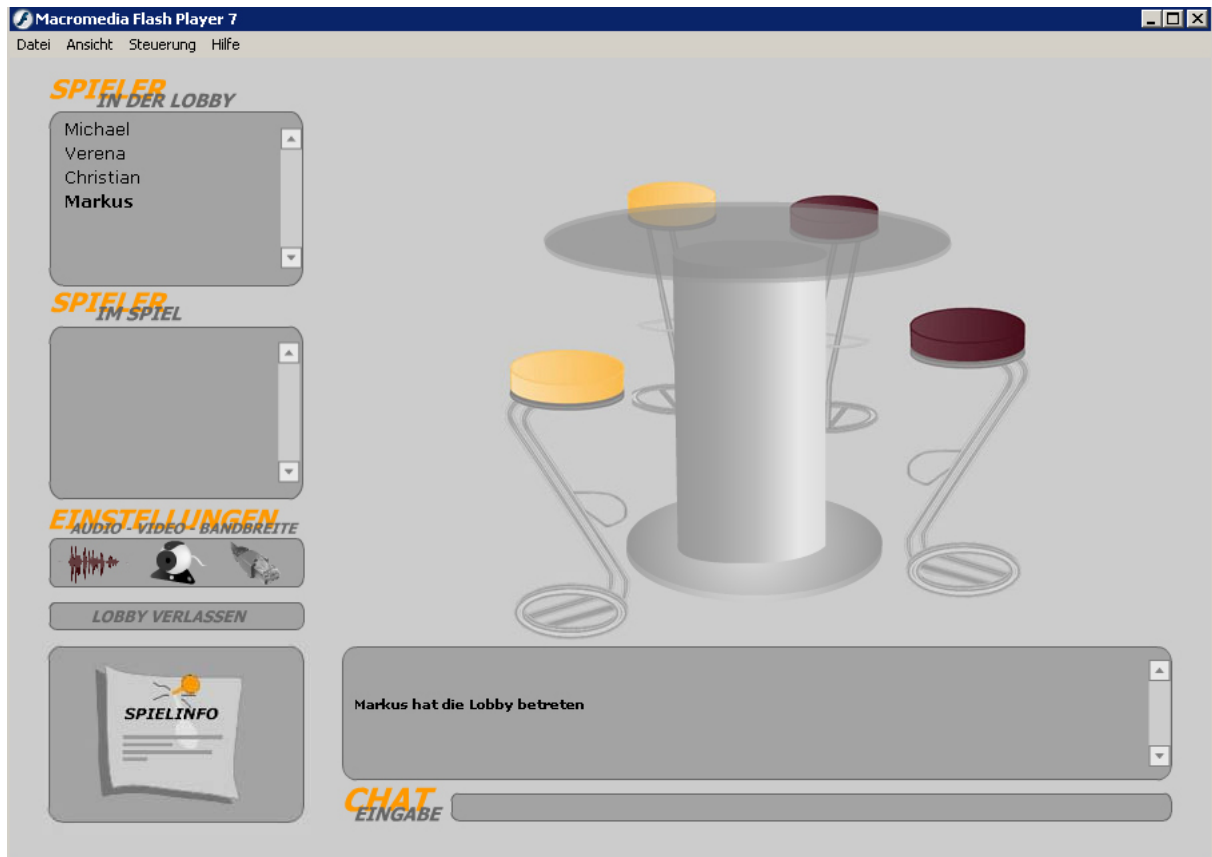 Macromedia Flash Player 7
Datei Ansicht Steuerung Hilfe
SPIELER
IN DER LOBBY
Michael
Verena
Christian
Markus
SPIELER
IM SPIEL
EINSTELLUNGEN
AUDIO - VIDEO - BANDBREITE
LOBBY VERLASSEN
SPIELINFO
Markus hat die Lobby betreten
CHAT
EINGABE